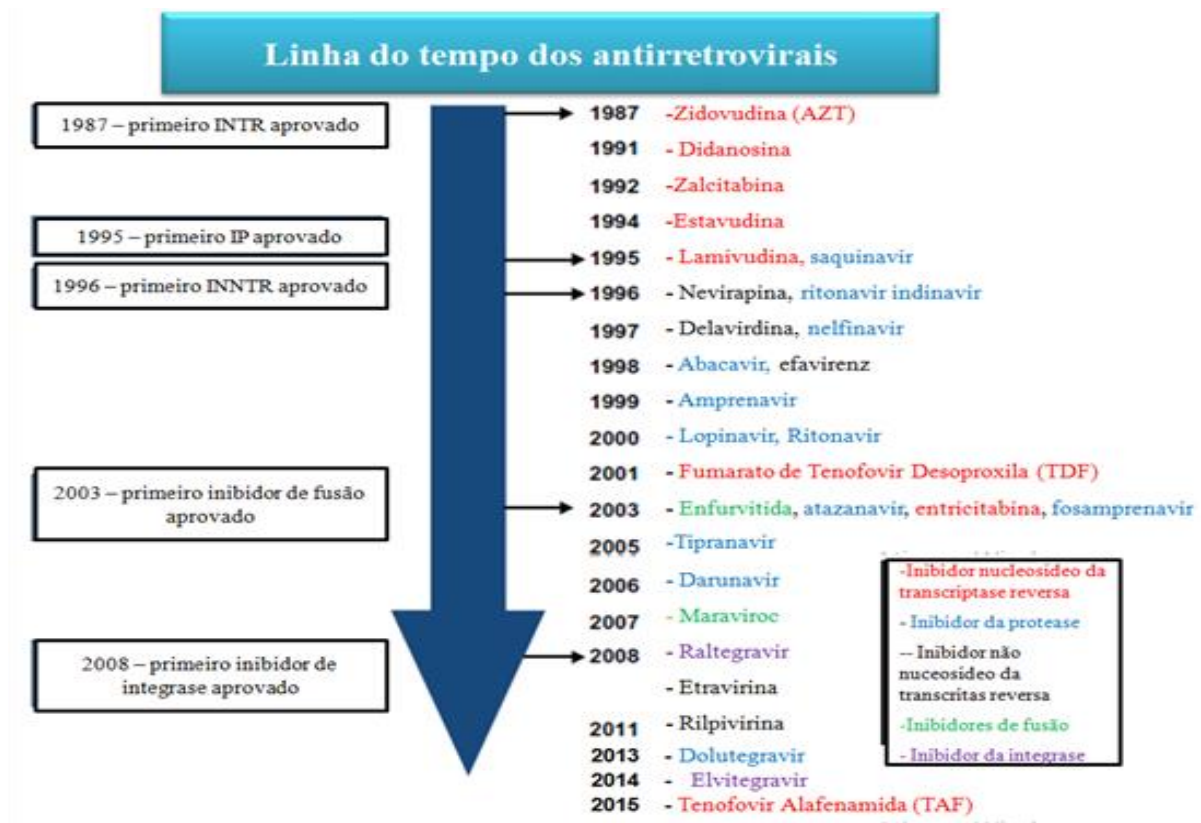 Linha do tempo dos antirretrovirais
1987 – primeiro INTR aprovado
1995 – primeiro IP aprovado
1996 – primeiro INNTR aprovado
2003 – primeiro inibidor de fusão
aprovado
2008 – primeiro inibidor de
integrase aprovado
1987 -Zidovudina (AZT)
1991 - Didanosina
1992 -Zalcitabina
1994 -Estavudina
1995 - Lamivudina, saquinavir
1996 - Nevirapina, ritonavir indinavir
1997 - Delavirdina, nelfinavir
1998 - Abacavir, efavirenz
1999 - Amprenavir
2000 - Lopinavir, Ritonavir
2001 - Fumarato de Tenofovir Desoproxila (TDF)
2003 - Enfurvitida, atazanavir, entricitabina, fosamprenavir
2005 -Tipranavir
2006 - Darunavir
2007 - Maraviroc
2008 - Raltegravir
- Etravirina
2011 - Rilpivirina
2013 - Dolutegravir
2014 - Elvitegravir
2015 - Tenofovir Alafenamida (TAF)
-Inibidor nucleosídeo da
transcriptase reversa
- Inibidor da protease
-- Inibidor não
nuceosídeo da
transcritas reversa
-Inibidores de fusão
- Inibidor da integrase